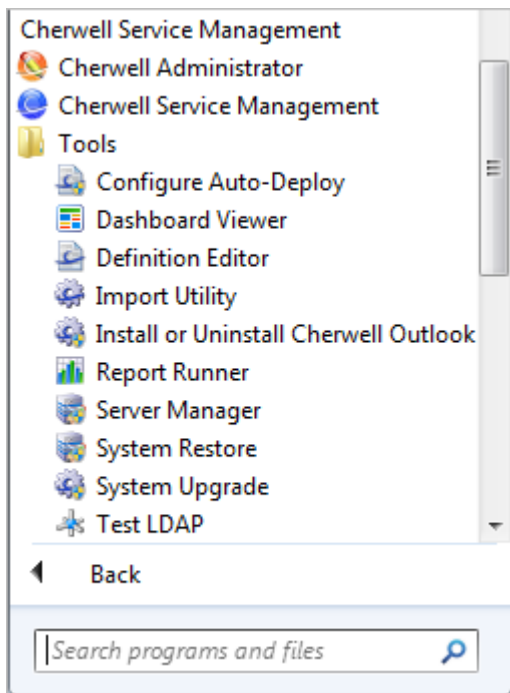 Cherwell Service Management
Cherwell Administrator
Cherwell Service Management
Tools
Configure Auto-Deploy
Dashboard Viewer
Definition Editor
Import Utility
Install or Uninstall Cherwell Outlook
Report Runner
Server Manager
System Restore
System Upgrade
Test LDAP
Back
Search programs and files